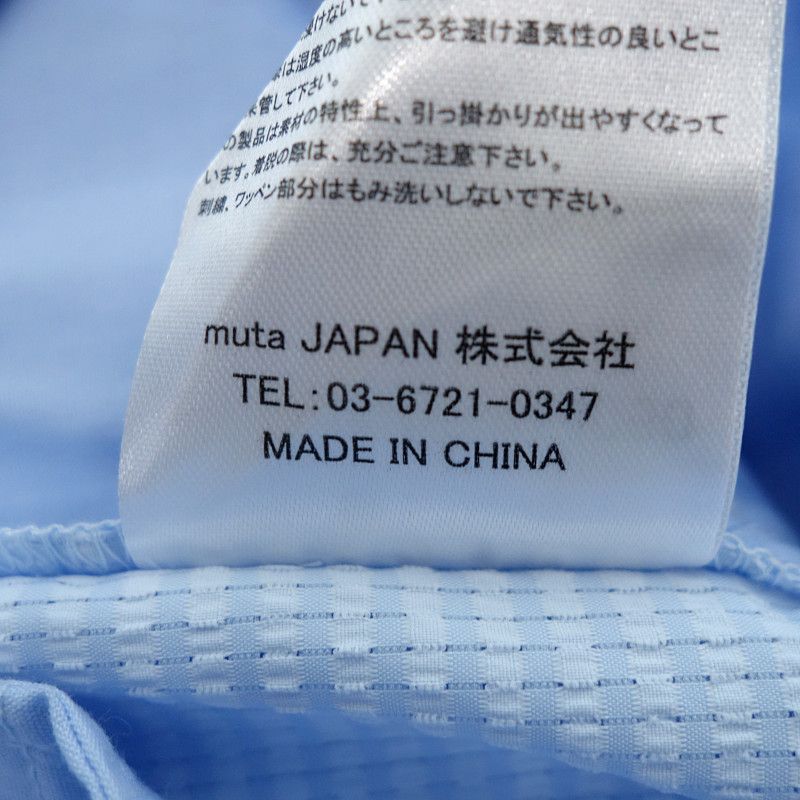 けないで
は湿度の高いところを避け通気性の良いとこ
管して下さい。
の製品は素材の特性上、引っ掛かりが出やすくなって
います。着脱の際は、充分ご注意下さい。
刺繍、ワッペン部分はもみ洗いしないで下さい。
muta JAPAN 株式会社
TEL:03-6721-0347
MADE IN CHINA